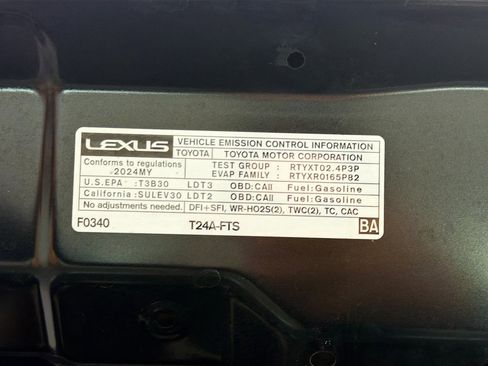 LEXUS VEHICLE EMISSION CONTROL INFORMATION
TOYOTA TOYOTA MOTOR CORPORATION
Conforms to regulations TEST GROUP : RTYXT02.4P3P
:2024MY EVAP FAMILY : RTYXR0165P82
U.S.EPA :T3B30 LDT3 OBD:CAII Fuel:Gasoline
California:SULEV30 LDT2 OBD:CAII Fuel:Gasoline
No adjustments needed. DFI+SFI, WR-HO2S(2), TWC(2), TC, CAC
F0340 T24A-FTS BA